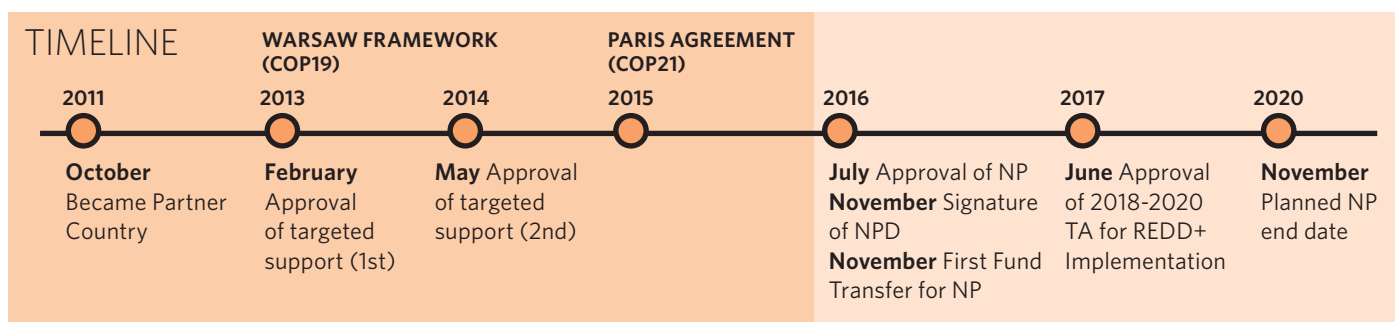 TIMELINE
WARSAW FRAMEWORK
(COP19)
PARIS AGREEMENT
(COP21)
2011
2013
2014
2015
2016
2017
2020
October
Became Partner
Country
February
Approval
of targeted
support (1st)
May Approval
of targeted
support (2nd)
July Approval of NP
November Signature
of NPD
November First Fund
Transfer for NP
June Approval
of 2018-2020
TA for REDD+
Implementation
November
Planned NP
end date